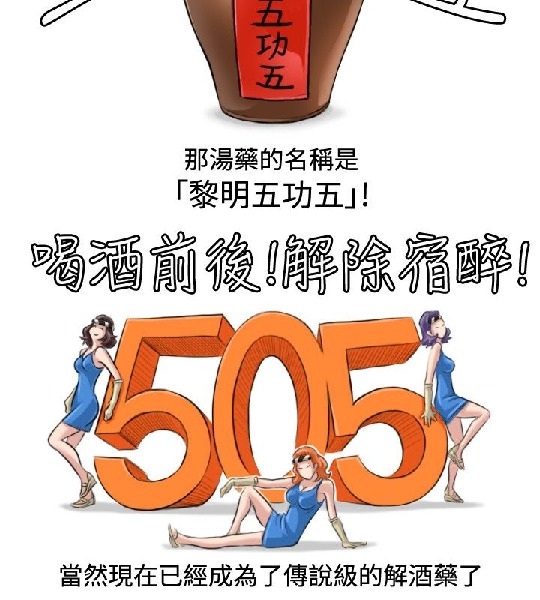 五功五
那湯藥的名稱是
「黎明五功五」!
喝酒前後!解除宿醉!
505
當然現在已經成為了傳說級的解酒藥了